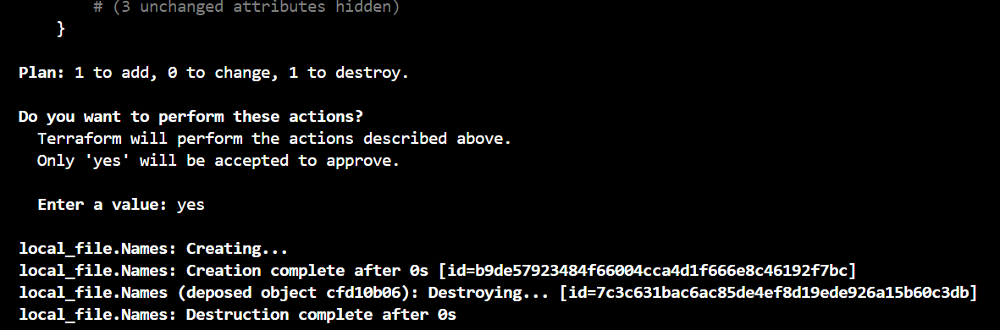 # (3 unchanged attributes hidden)
}
Plan: 1 to add, 0 to change, 1 to destroy.
Do you want to perform these actions?
Terraform will perform the actions described above.
Only 'yes' will be accepted to approve.
Enter a value: yes
local_file.Names: Creating...
local_file.Names: Creation complete after 0s [id=b9de57923484f66004cca4d1f666e8c46192f7bc]
local_file.Names (deposed object cfd10b06): Destroying... [id=7c3c631bac6ac85de4ef8d19ede926a15b60c3db]
local_file.Names: Destruction complete after 0s